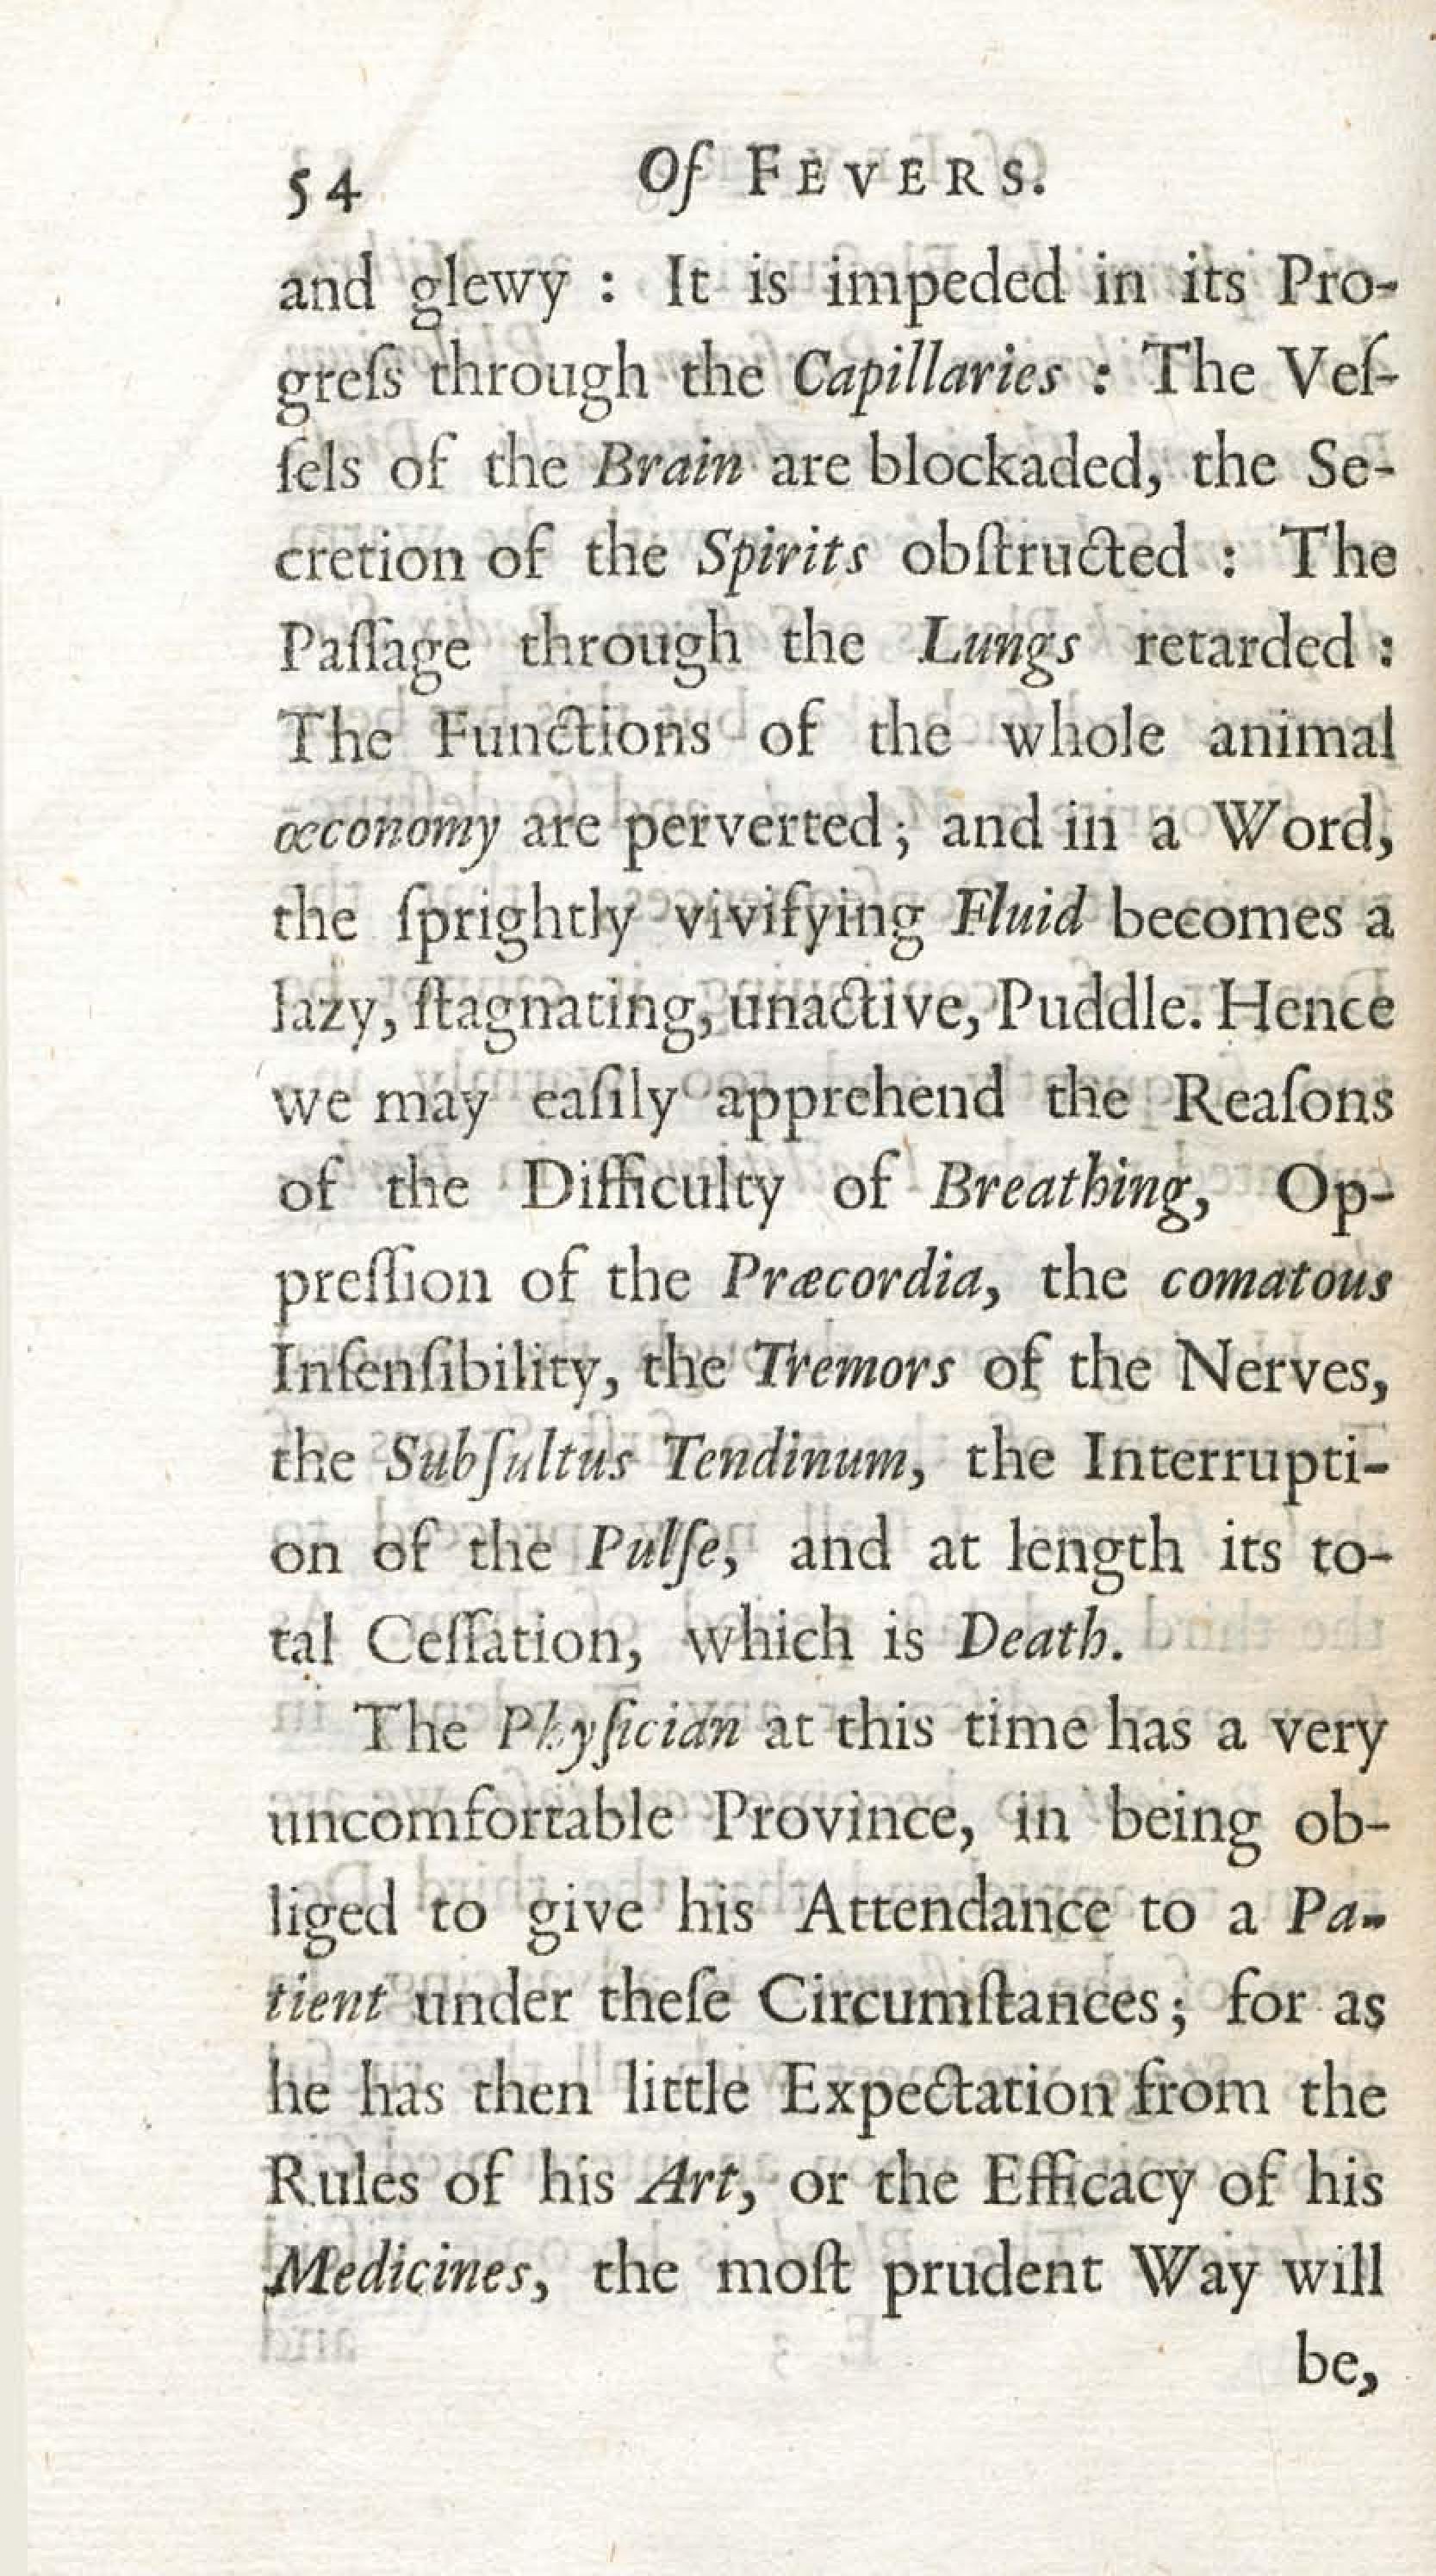 54 Of FEVERS.
and glewy : It is impeded in its Pro-
greſs through the Capillaries : The Veſ-
ſels of the Brain are blockaded, the Se-
cretion of the Spirits obſtructed : The
Paſſage through the Lungs retarded :
The Functions of the whole animal
œconomy are perverted; and in a Word,
the ſprightly vivifying Fluid becomes a
lazy, ſtagnating, unactive, Puddle. Hence
we may eaſily apprehend the Reaſons
of the Difficulty of Breathing, Op-
preſſion of the Præcordia, the comatous
Inſenſibility, the Tremors of the Nerves,
the Subſultus Tendinum, the Interrupti-
on of the Pulſe, and at length its to-
tal Ceſſation, which is Death.
The Phyſician at this time has a very
uncomfortable Province, in being ob-
liged to give his Attendance to a Pa-
tient under theſe Circumſtances; for as
he has then little Expectation from the
Rules of his Art, or the Efficacy of his
Medicines, the moſt prudent Way will
be,